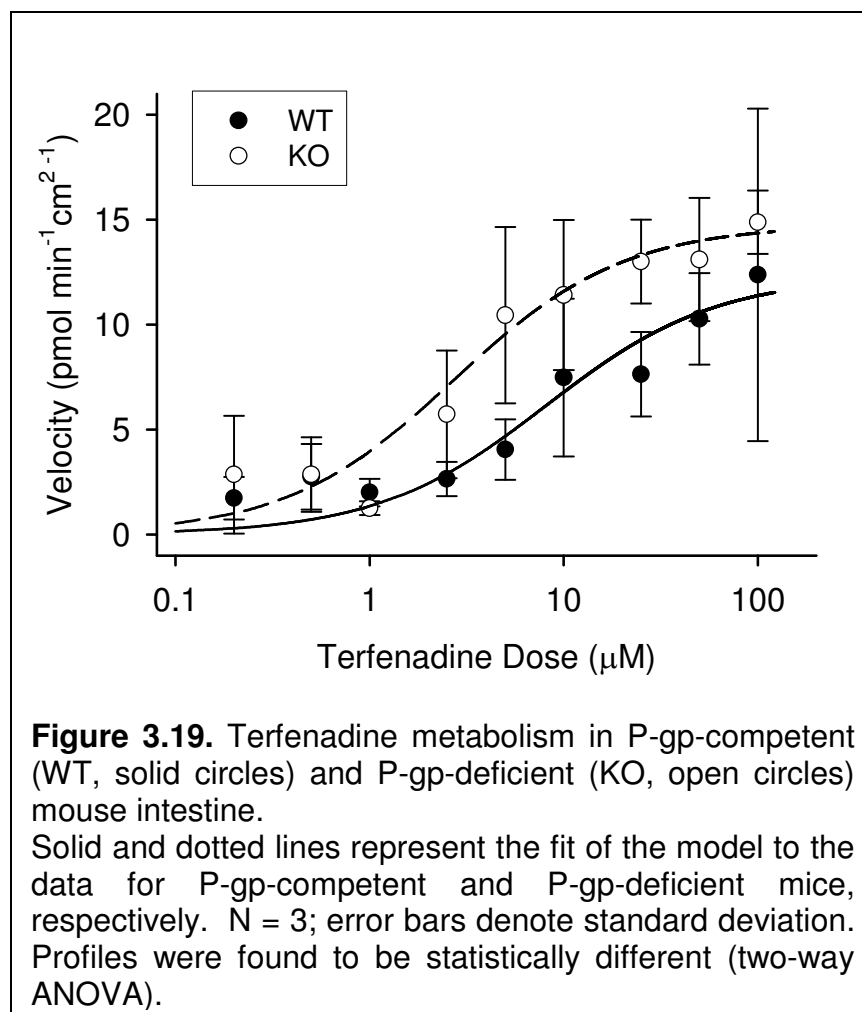 WT
KO
20
15
10
5
0
Velocity (pmol min⁻¹cm²⁻¹)
0.1 1 10 100
Terfenadine Dose (μM)
Figure 3.19. Terfenadine metabolism in P-gp-competent
(WT, solid circles) and P-gp-deficient (KO, open circles)
mouse intestine.
Solid and dotted lines represent the fit of the model to the
data for P-gp-competent and P-gp-deficient mice,
respectively. N = 3; error bars denote standard deviation.
Profiles were found to be statistically different (two-way
ANOVA).